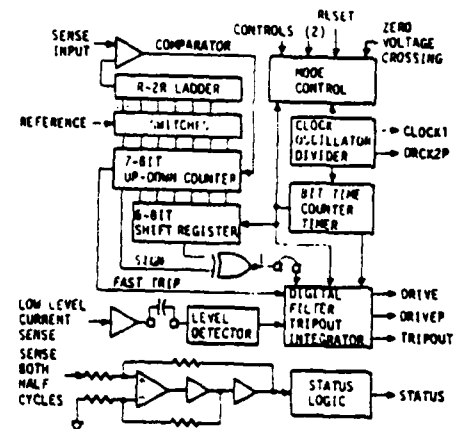 RESET
CONTROLS (2)
ZERO
VOLTAGE
CROSSING
SENSE
INPUT
COMPARATOR
MODE
CONTROL
R-2R LADDER
REFERENCE
SWITCHES
CLOCK
OSCILLATOR
DIVIDER
CLOCK1
ORCK2P
7-BIT
UP-DOWN COUNTER
BIT TIME
COUNTER
TIMER
6-BIT
SHIFT REGISTER
SIGN
FAST TRIP
LOW LEVEL
CURRENT
SENSE
LEVEL
DETECTOR
DIGITAL
FILTER
TRIPOUT
INTEGRATOR
DRIVE
DRIVEP
TRIPOUT
SENSE
BOTH
HALF
CYCLES
+
-
STATUS
LOGIC
STATUS